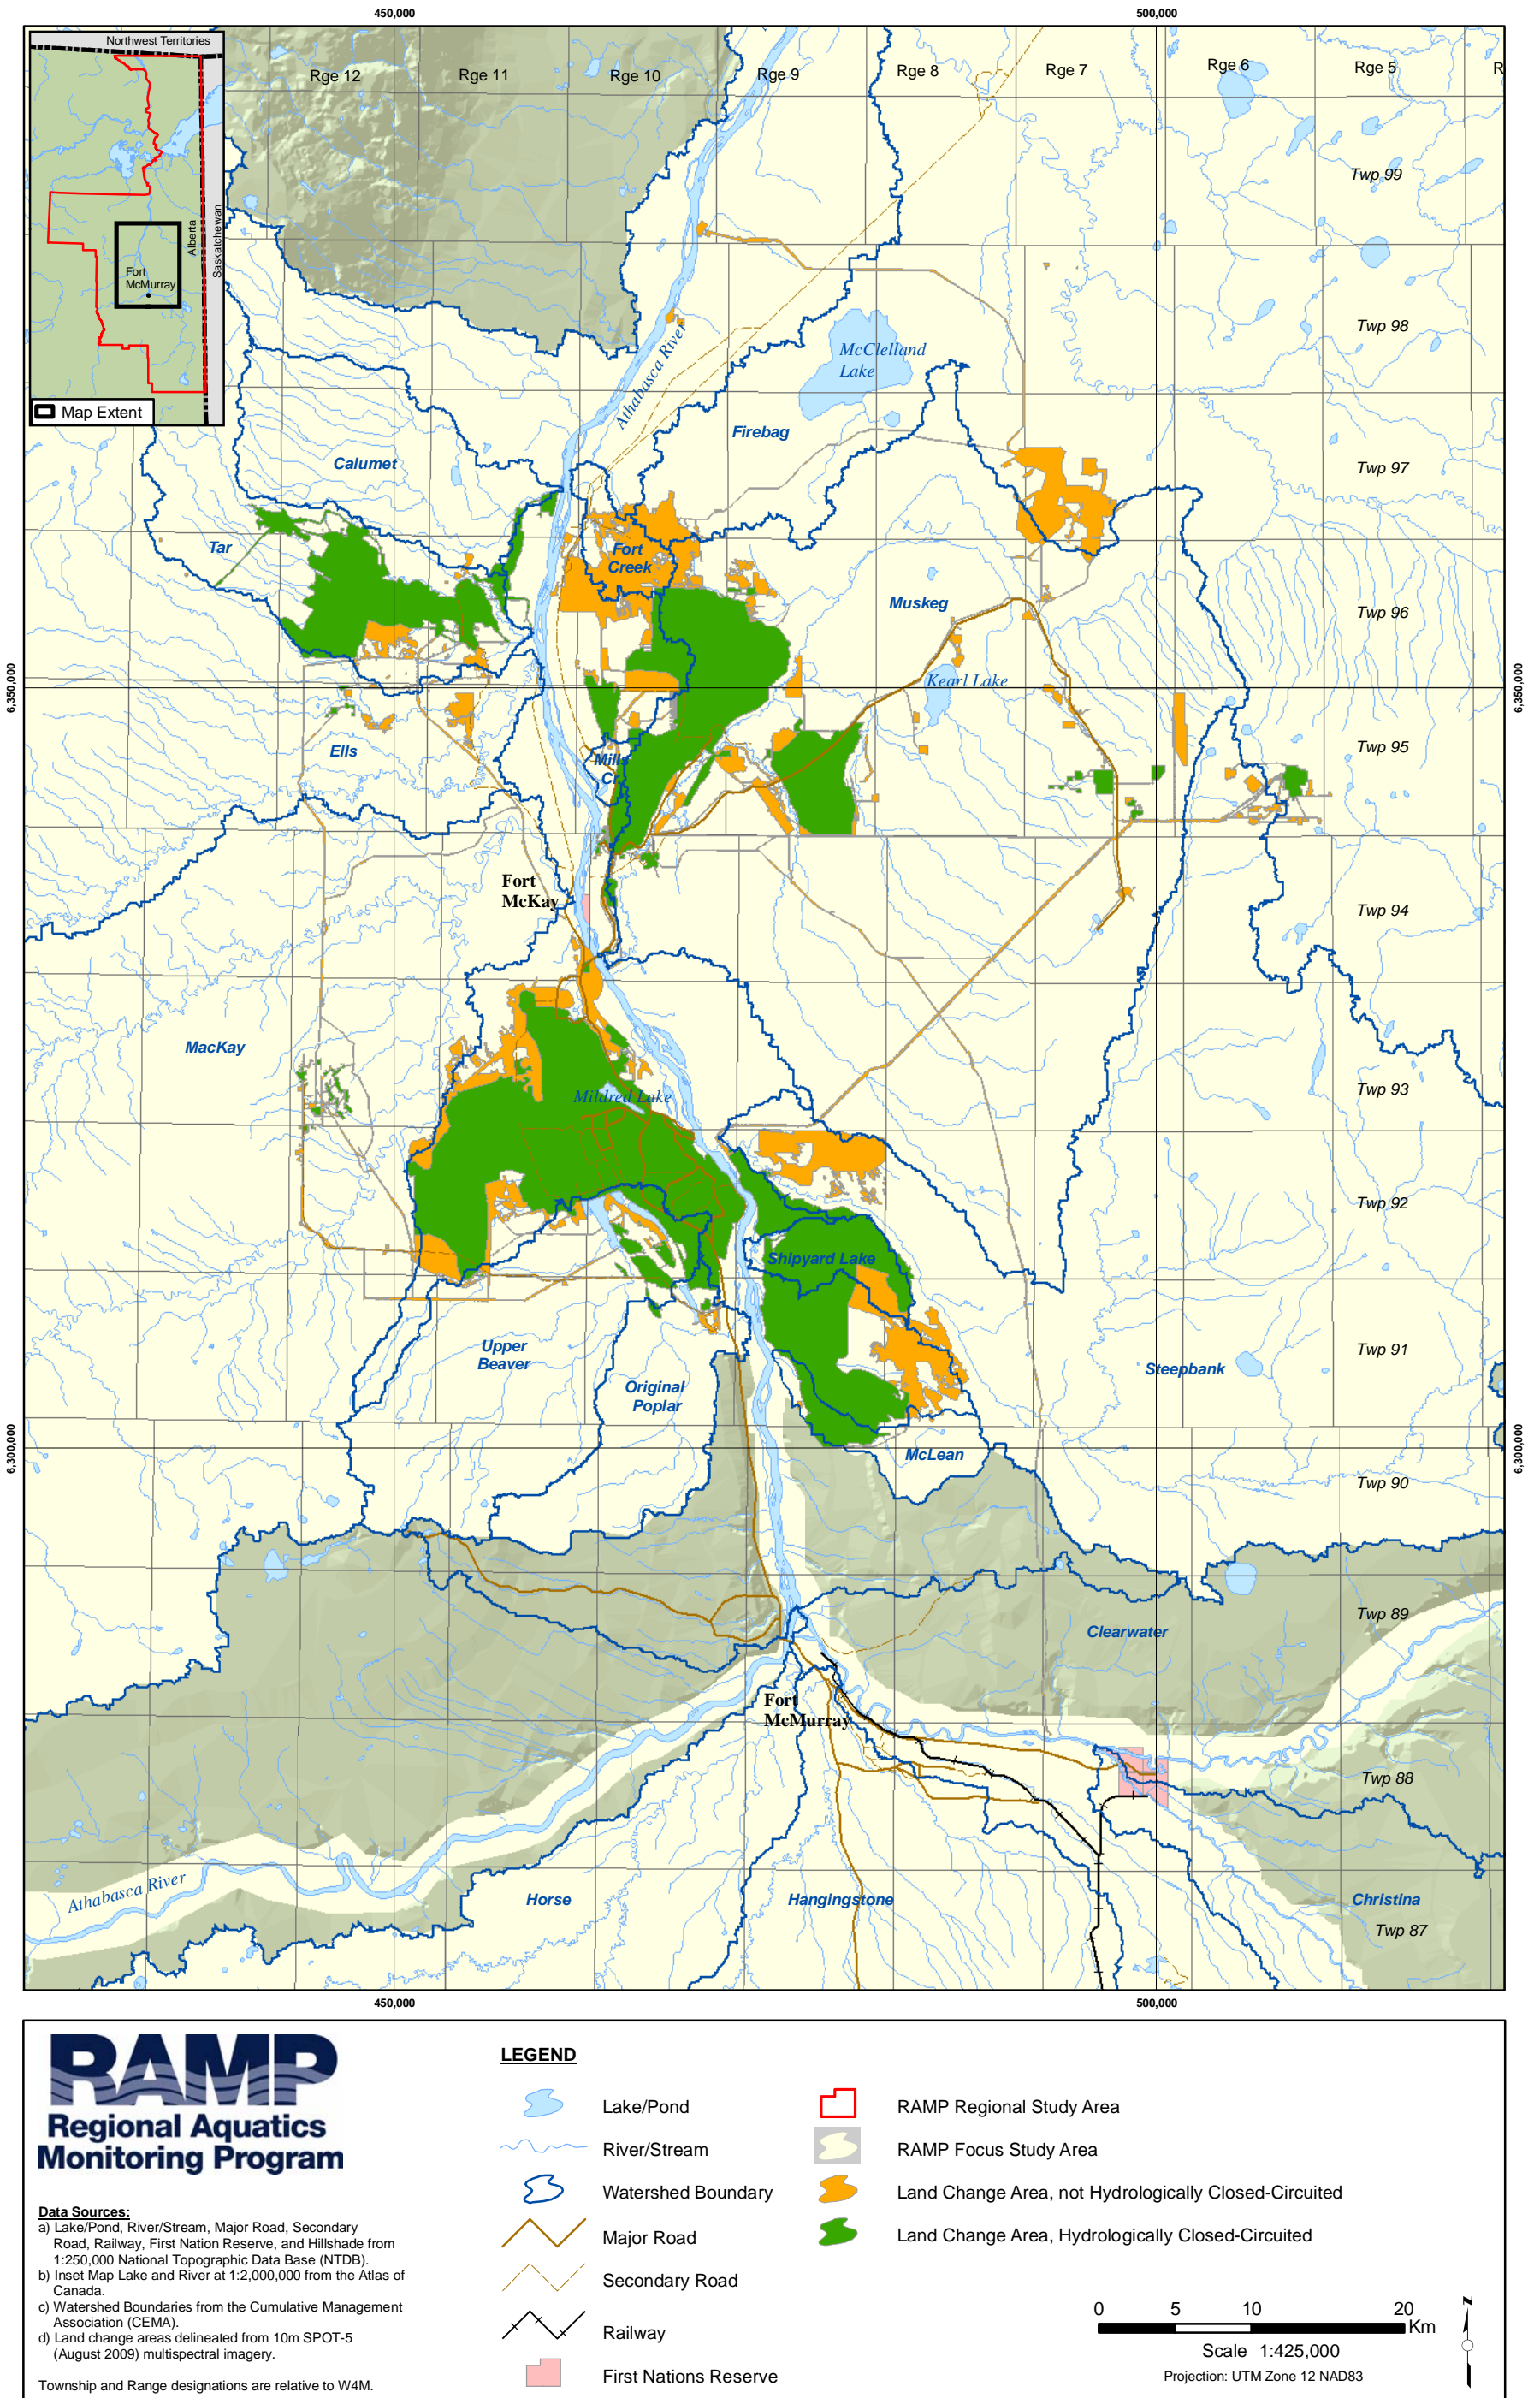 450,000
500,000
Northwest Territories
Alberta
Saskatchewan
Fort
McMurray
Map Extent
Rge 12
Rge 11
Rge 10
Rge 9
Rge 8
Rge 7
Rge 6
Rge 5
R
Twp 99
Twp 98
Athabasca River
McClelland
Lake
Firebag
Calumet
Twp 97
Tar
Fort
Creek
Muskeg
Twp 96
6,350,000
6,350,000
Kearl Lake
Ells
Mills
Cr
Twp 95
Fort
McKay
Twp 94
MacKay
Mildred Lake
Twp 93
Twp 92
Shipyard Lake
Upper
Beaver
Original
Poplar
Twp 91
Steepbank
6,300,000
6,300,000
McLean
Twp 90
Twp 89
Clearwater
Fort
McMurray
Twp 88
Athabasca River
Horse
Hangingstone
Christina
Twp 87
450,000
500,000
RAMP
Regional Aquatics
Monitoring Program
Data Sources:
a) Lake/Pond, River/Stream, Major Road, Secondary
Road, Railway, First Nation Reserve, and Hillshade from
1:250,000 National Topographic Data Base (NTDB).
b) Inset Map Lake and River at 1:2,000,000 from the Atlas of
Canada.
c) Watershed Boundaries from the Cumulative Management
Association (CEMA).
d) Land change areas delineated from 10m SPOT-5
(August 2009) multispectral imagery.
Township and Range designations are relative to W4M.
LEGEND
Lake/Pond
River/Stream
Watershed Boundary
Major Road
Secondary Road
Railway
First Nations Reserve
RAMP Regional Study Area
RAMP Focus Study Area
Land Change Area, not Hydrologically Closed-Circuited
Land Change Area, Hydrologically Closed-Circuited
0 5 10 20
Km
Scale 1:425,000
Projection: UTM Zone 12 NAD83
N